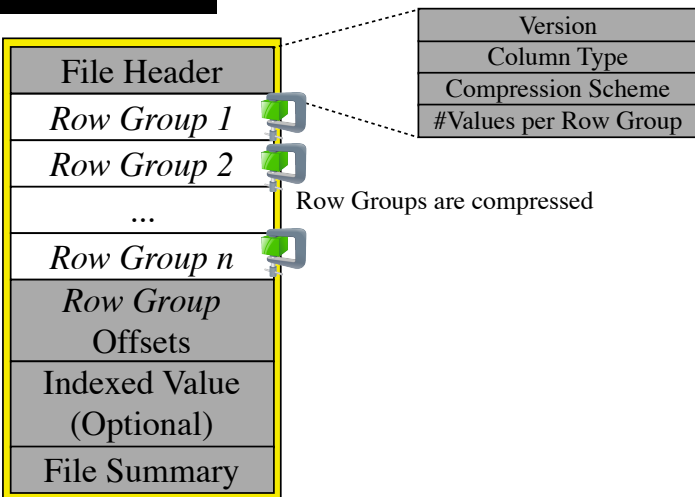 File Header
Row Group 1
Row Group 2
...
Row Group n
Row Group
Offsets
Indexed Value
(Optional)
File Summary
Version
Column Type
Compression Scheme
#Values per Row Group
Row Groups are compressed